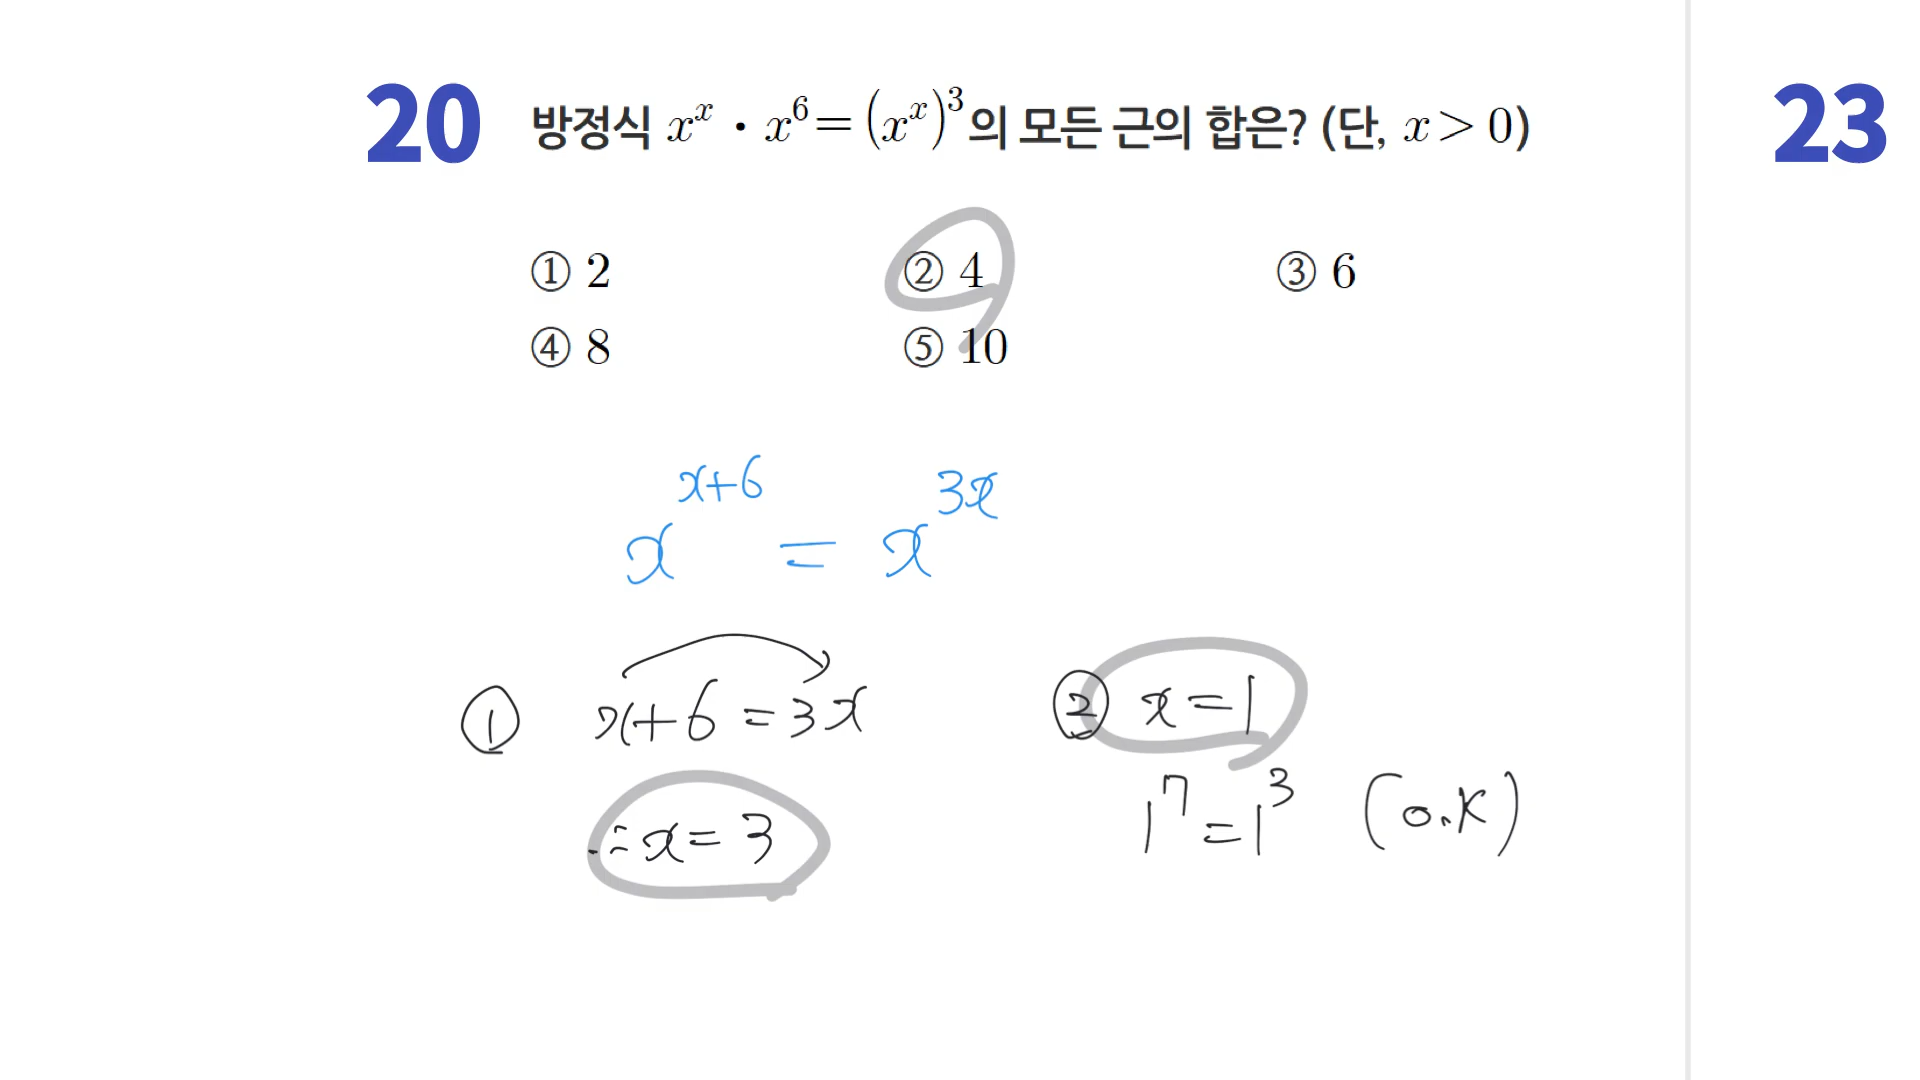 20 방정식 x^x · x^6 = (x^x)^3의 모든 근의 합은? (단, x > 0) 23
① 2 ② 4 ③ 6
④ 8 ⑤ 10
x^{x+6} = x^{3x}
① x+6 = 3x ② x = 1
∴ x = 3 1^7 = 1^3 (o.K)